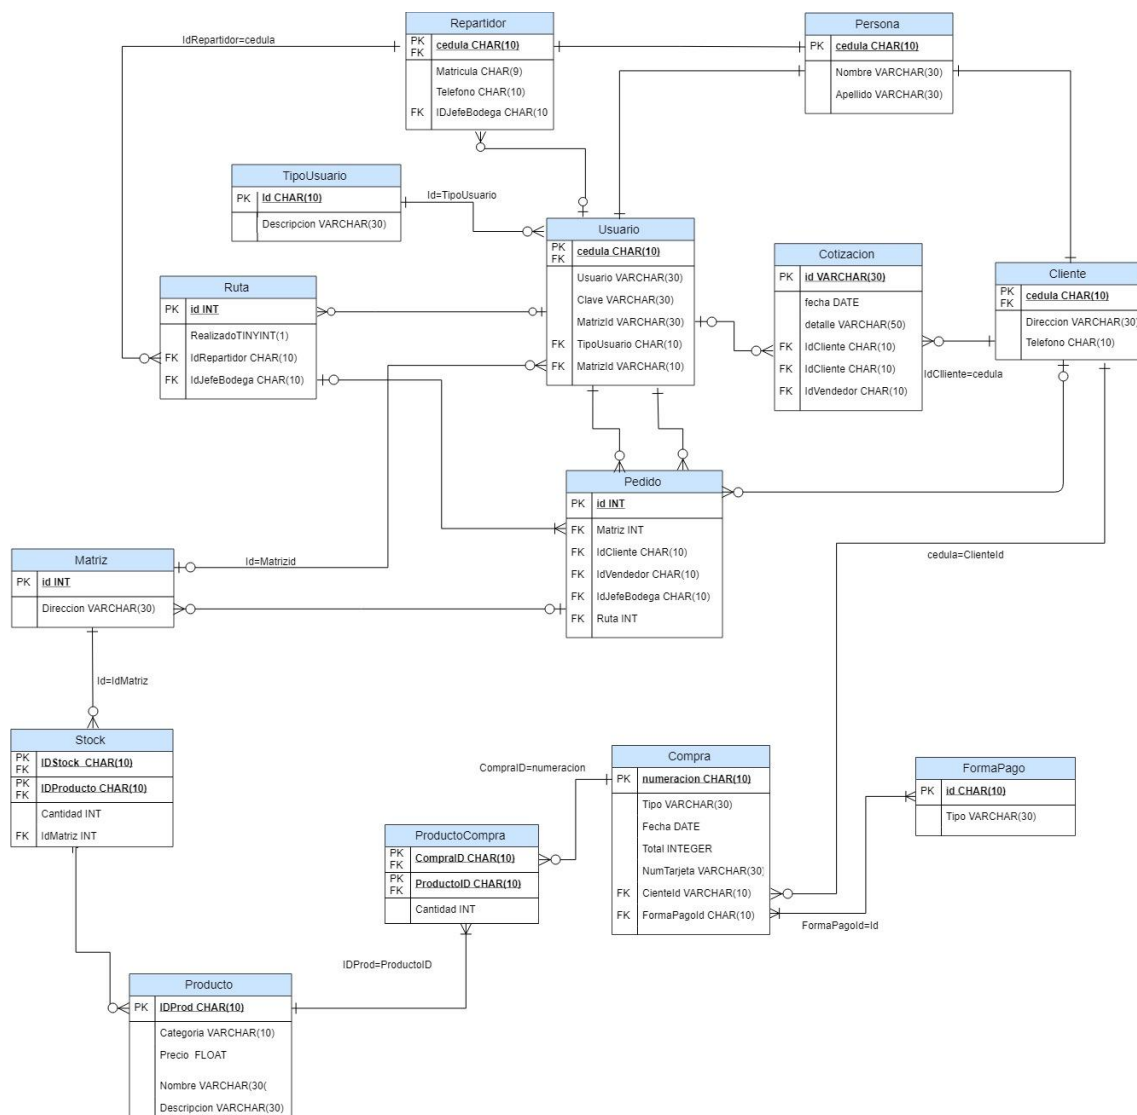 Repartidor
PK
FK
cedula CHAR(10)
Matricula CHAR(9)
Telefono CHAR(10)
FK IDJefeBodega CHAR(10
Persona
PK cedula CHAR(10)
Nombre VARCHAR(30)
Apellido VARCHAR(30)
IdRepartidor=cedula
TipoUsuario
PK Id CHAR(10)
Descripcion VARCHAR(30)
Id=TipoUsuario
Usuario
PK
FK
cedula CHAR(10)
Usuario VARCHAR(30)
Clave VARCHAR(30)
MatrizId VARCHAR(30)
FK TipoUsuario CHAR(10)
FK MatrizId VARCHAR(10)
Cotizacion
PK id VARCHAR(30)
fecha DATE
detalle VARCHAR(50)
FK IdCliente CHAR(10)
FK IdCliente CHAR(10)
FK IdVendedor CHAR(10)
Cliente
PK
FK
cedula CHAR(10)
Direccion VARCHAR(30)
Telefono CHAR(10)
IdClliente=cedula
Ruta
PK id INT
RealizadoTINYINT(1)
FK IdRepartidor CHAR(10)
FK IdJefeBodega CHAR(10)
Pedido
PK id INT
FK Matriz INT
FK IdCliente CHAR(10)
FK IdVendedor CHAR(10)
FK IdJefeBodega CHAR(10)
FK Ruta INT
Matriz
PK id INT
Direccion VARCHAR(30)
Id=Matrizid
cedula=ClienteId
Id=IdMatriz
Stock
PK
FK
IDStock CHAR(10)
PK
FK
IDProducto CHAR(10)
Cantidad INT
FK IdMatriz INT
CompraID=numeracion
Compra
PK numeracion CHAR(10)
Tipo VARCHAR(30)
Fecha DATE
Total INTEGER
NumTarjeta VARCHAR(30)
FK CienteId VARCHAR(10)
FK FormaPagoId CHAR(10)
FormaPago
PK id CHAR(10)
Tipo VARCHAR(30)
FormaPagoId=Id
ProductoCompra
PK
FK
CompraID CHAR(10)
PK
FK
ProductoID CHAR(10)
Cantidad INT
IDProd=ProductoID
Producto
PK IDProd CHAR(10)
Categoria VARCHAR(10)
Precio FLOAT
Nombre VARCHAR(30(
Descripcion VARCHAR(30)